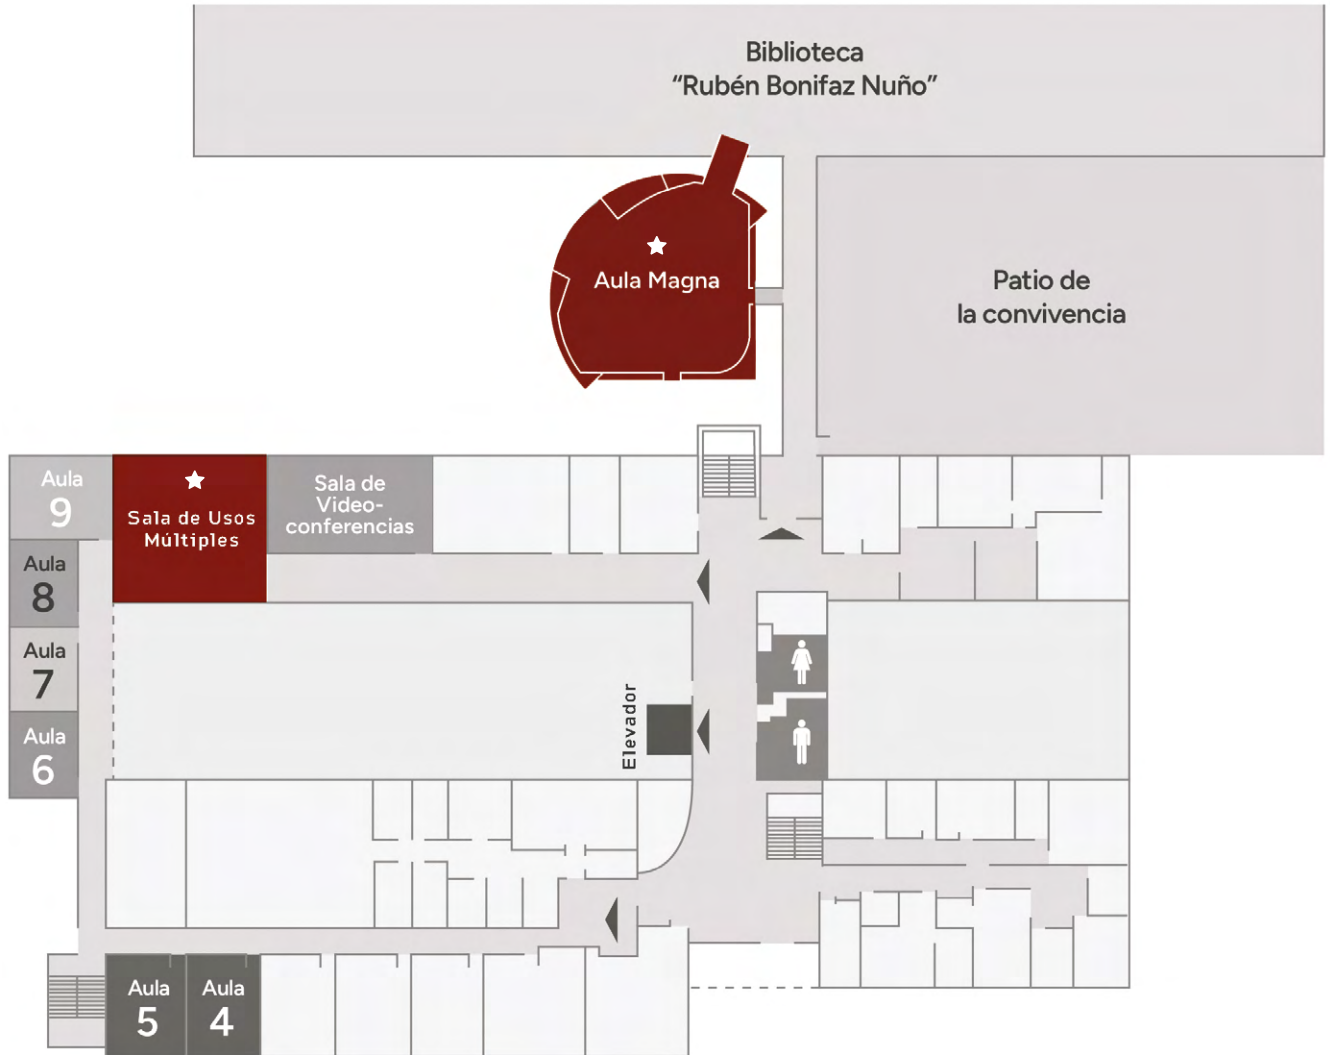 Biblioteca
“Rubén Bonifaz Nuño”
Aula Magna
Patio de
la convivencia
Aula
9
Sala de Usos
Múltiples
Sala de
Video-
conferencias
Aula
8
Aula
7
Aula
6
Elevador
Aula
5
Aula
4